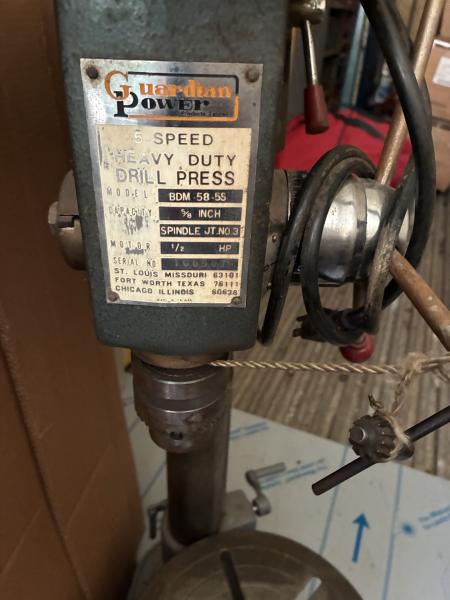 Guardian
Power
5 SPEED
HEAVY DUTY
DRILL PRESS
MODEL BDM-58-5S
CAPACITY 5/8 INCH
SPINDLE JT.NO.3
MOTOR 1/2 HP
SERIAL NO
ST. LOUIS MISSOURI 63101
FORT WORTH TEXAS 76111
CHICAGO ILLINOIS 60638